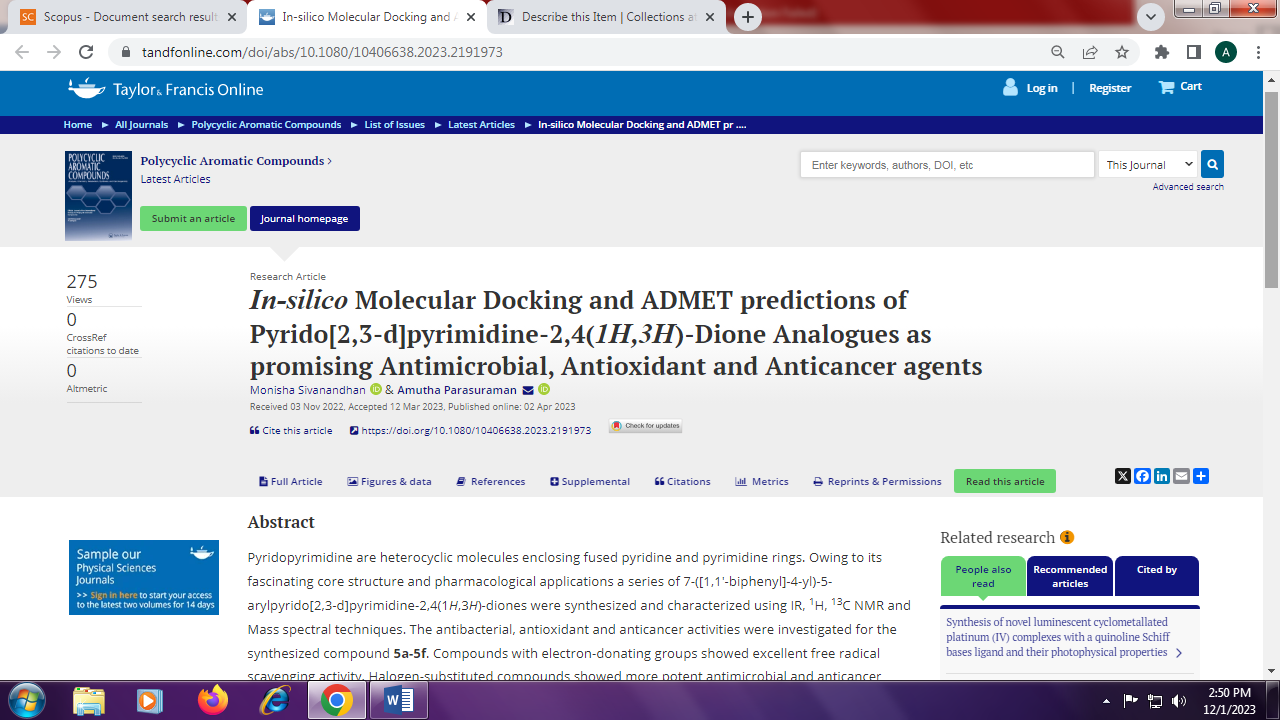 Scopus - Document search result
In-silico Molecular Docking and A
Describe this Item | Collections a
tandfonline.com/doi/abs/10.1080/10406638.2023.2191973
A
Taylor & Francis Online
Log in | Register Cart
Home ► All Journals ► Polycyclic Aromatic Compounds ► List of Issues ► Latest Articles ► In-silico Molecular Docking and ADMET pr ....
POLYCYCLIC
AROMATIC
COMPOUNDS
Polycyclic Aromatic Compounds ›
Latest Articles
Submit an article
Journal homepage
Enter keywords, authors, DOI, etc
This Journal
Advanced search
275
Views
0
CrossRef
citations to date
0
Altmetric
Research Article
In-silico Molecular Docking and ADMET predictions of
Pyrido[2,3-d]pyrimidine-2,4(1H,3H)-Dione Analogues as
promising Antimicrobial, Antioxidant and Anticancer agents
Monisha Sivanandhan & Amutha Parasuraman
Received 03 Nov 2022, Accepted 12 Mar 2023, Published online: 02 Apr 2023
Cite this article https://doi.org/10.1080/10406638.2023.2191973 Check for updates
Full Article Figures & data References Supplemental Citations Metrics Reprints & Permissions Read this article
Sample our
Physical Sciences
Journals
>> Sign in here to start your access
to the latest two volumes for 14 days
Abstract
Pyridopyrimidine are heterocyclic molecules enclosing fused pyridine and pyrimidine rings. Owing to its
fascinating core structure and pharmacological applications a series of 7-([1,1'-biphenyl]-4-yl)-5-
arylpyrido[2,3-d]pyrimidine-2,4(1H,3H)-diones were synthesized and characterized using IR, ¹H, ¹³C NMR and
Mass spectral techniques. The antibacterial, antioxidant and anticancer activities were investigated for the
synthesized compound 5a-5f. Compounds with electron-donating groups showed excellent free radical
scavenging activity. Halogen-substituted compounds showed more potent antimicrobial and anticancer
Related research
People also
read
Recommended
articles
Cited by
Synthesis of novel luminescent cyclometallated
platinum (IV) complexes with a quinoline Schiff
bases ligand and their photophysical properties
2:50 PM
12/1/2023